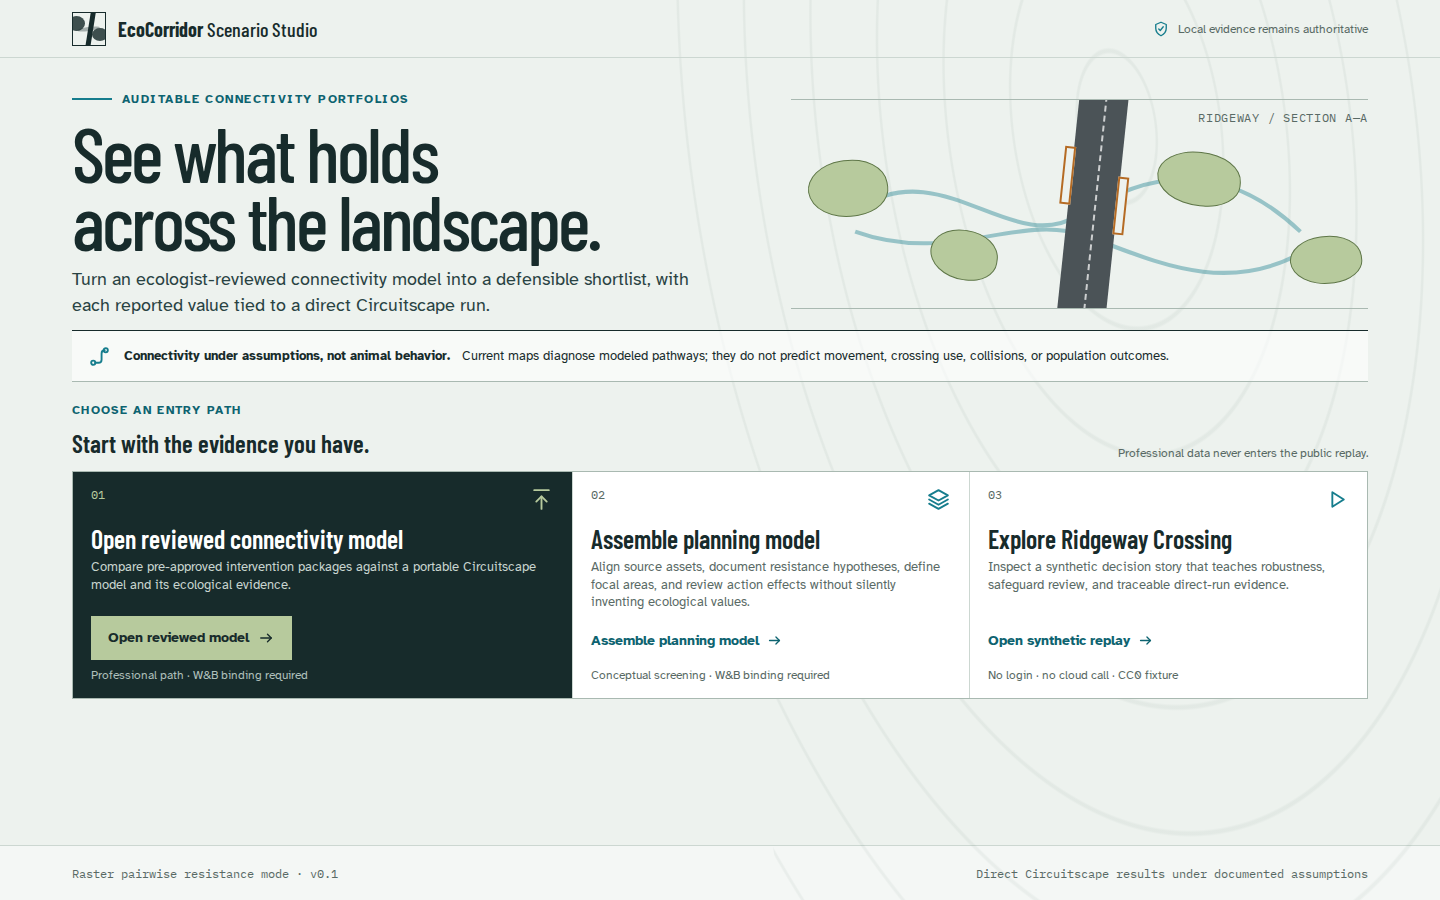 EcoCorridor Scenario Studio
Local evidence remains authoritative
AUDITABLE CONNECTIVITY PORTFOLIOS
See what holds
across the landscape.
Turn an ecologist-reviewed connectivity model into a defensible shortlist, with
each reported value tied to a direct Circuitscape run.
RIDGEWAY / SECTION A—A
Connectivity under assumptions, not animal behavior. Current maps diagnose modeled pathways; they do not predict movement, crossing use, collisions, or population outcomes.
CHOOSE AN ENTRY PATH
Start with the evidence you have.
Professional data never enters the public replay.
01
Open reviewed connectivity model
Compare pre-approved intervention packages against a portable Circuitscape
model and its ecological evidence.
Open reviewed model →
Professional path · W&B binding required
02
Assemble planning model
Align source assets, document resistance hypotheses, define
focal areas, and review action effects without silently
inventing ecological values.
Assemble planning model →
Conceptual screening · W&B binding required
03
Explore Ridgeway Crossing
Inspect a synthetic decision story that teaches robustness,
safeguard review, and traceable direct-run evidence.
Open synthetic replay →
No login · no cloud call · CC0 fixture
Raster pairwise resistance mode · v0.1
Direct Circuitscape results under documented assumptions